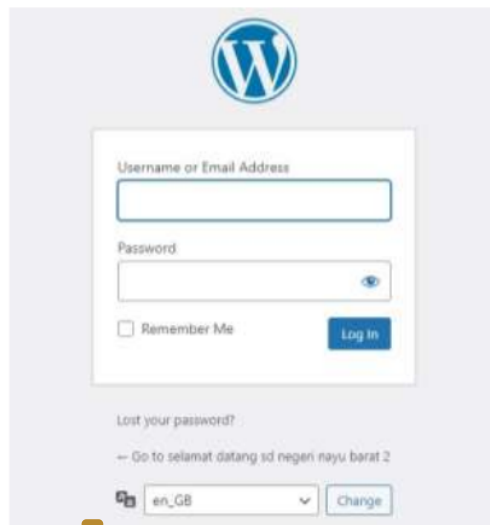 Username or Email Address
Password
Remember Me
Log In
Lost your password?
← Go to selamat datang sd negeri nayu barat 2
en_GB
Change